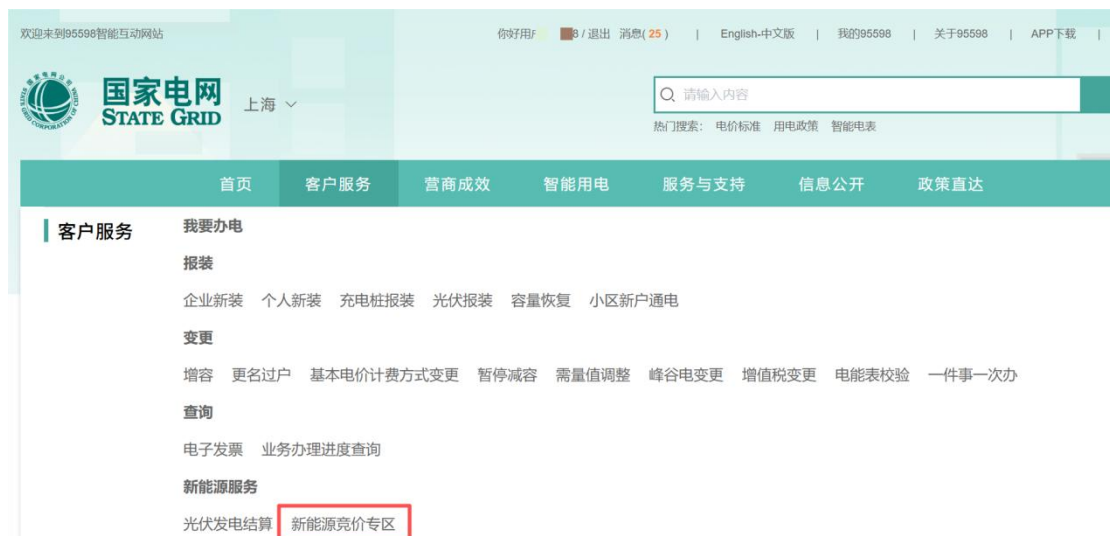 欢迎来到95598智能互动网站 你好用户 8 / 退出 消息( 25 ) | English-中文版 | 我的95598 | 关于95598 | APP下载 |
国家电网
STATE GRID
STATE GRID CORPORATION OF CHINA
上海
请输入内容
热门搜索: 电价标准 用电政策 智能电表
首页 客户服务 营商成效 智能用电 服务与支持 信息公开 政策直达
客户服务
我要办电
报装
企业新装 个人新装 充电桩报装 光伏报装 容量恢复 小区新户通电
变更
增容 更名过户 基本电价计费方式变更 暂停减容 需量值调整 峰谷电变更 增值税变更 电能表校验 一件事一次办
查询
电子发票 业务办理进度查询
新能源服务
光伏发电结算 新能源竞价专区